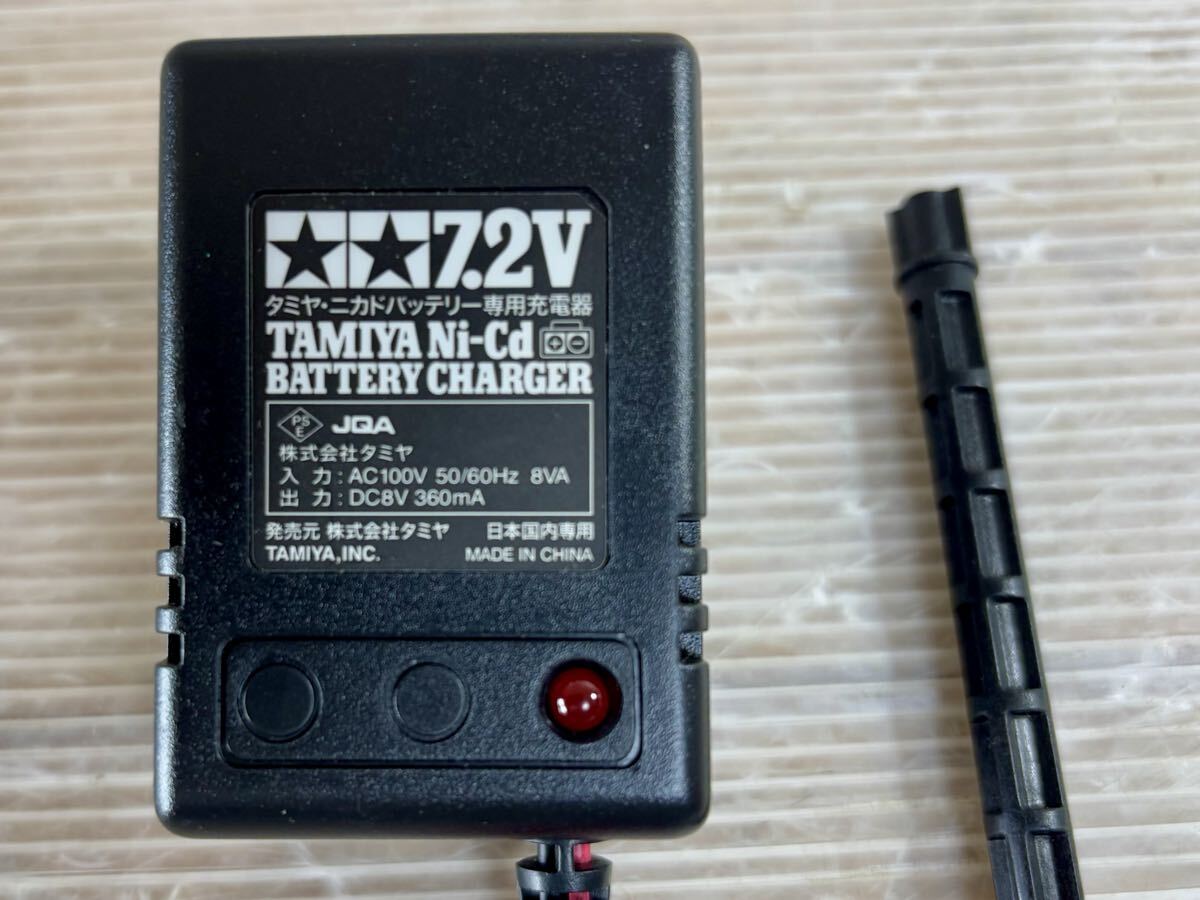 7.2V
タミヤ・ニカドバッテリー専用充電器
TAMIYA Ni-Cd
BATTERY CHARGER
PSE JQA
株式会社タミヤ
入 力：AC100V 50/60Hz 8VA
出 力：DC8V 360mA
発売元 株式会社タミヤ 日本国内専用
TAMIYA,INC. MADE IN CHINA